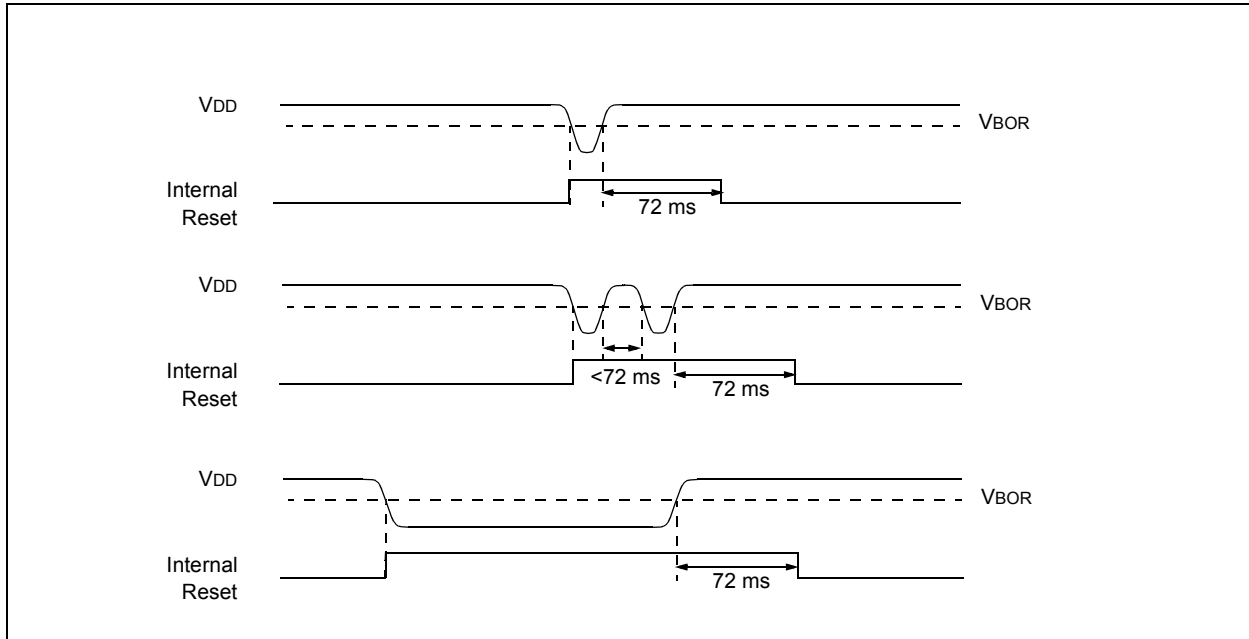 VDD
VBOR
Internal
Reset
72 ms
VDD
VBOR
Internal
Reset
<72 ms
72 ms
VDD
VBOR
Internal
Reset
72 ms